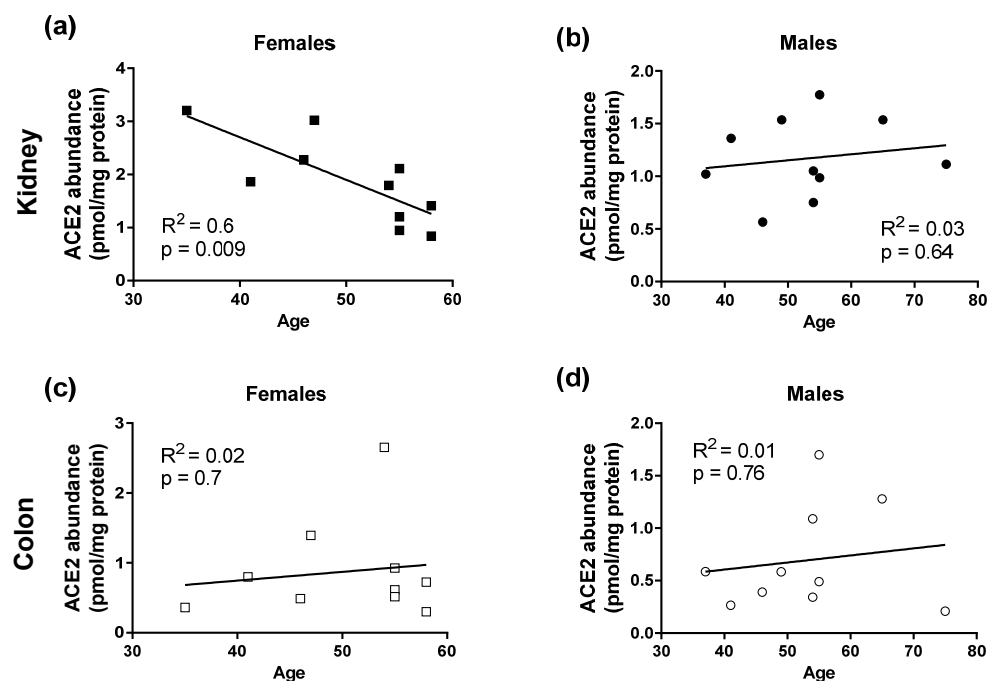 (a)
Females
Kidney
ACE2 abundance
(pmol/mg protein)
4
3
2
1
0
R² = 0.6
p = 0.009
30 40 50 60
Age
(b)
Males
ACE2 abundance
(pmol/mg protein)
2.0
1.5
1.0
0.5
0.0
R² = 0.03
p = 0.64
30 40 50 60 70 80
Age
(c)
Females
Colon
ACE2 abundance
(pmol/mg protein)
3
2
1
0
R² = 0.02
p = 0.7
30 40 50 60
Age
(d)
Males
ACE2 abundance
(pmol/mg protein)
2.0
1.5
1.0
0.5
0.0
R² = 0.01
p = 0.76
30 40 50 60 70 80
Age